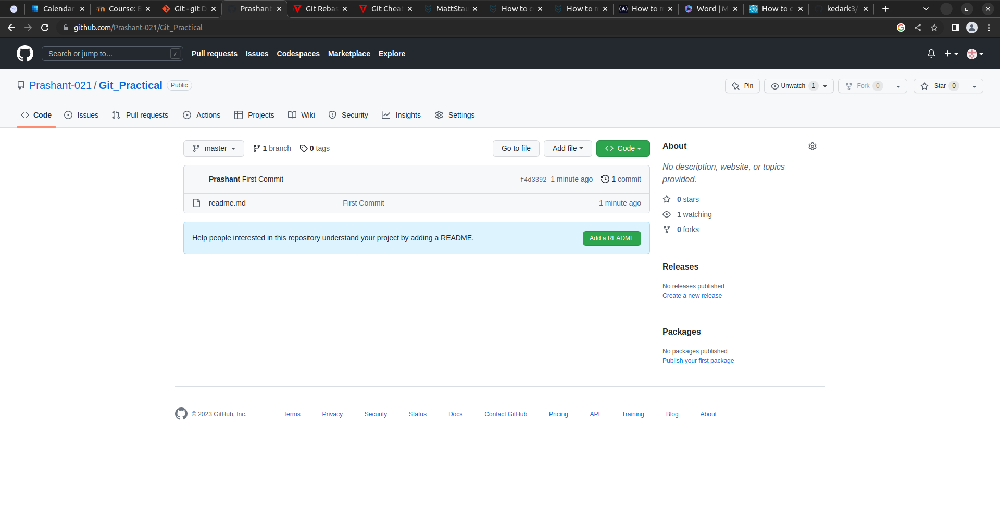 Calendar
Course: E
Git - git D
Prashant
Git Rebas
Git Cheat
MattStau
How to c
How to m
How to m
Word | M
How to c
kedark3/
github.com/Prashant-021/Git_Practical
Search or jump to… /
Pull requests Issues Codespaces Marketplace Explore
Prashant-021 / Git_Practical Public
Pin
Unwatch 1
Fork 0
Star 0
Code Issues Pull requests Actions Projects Wiki Security Insights Settings
master 1 branch 0 tags
Go to file Add file Code
Prashant First Commit f4d3392 1 minute ago 1 commit
readme.md First Commit 1 minute ago
Help people interested in this repository understand your project by adding a README. Add a README
About
No description, website, or topics
provided.
0 stars
1 watching
0 forks
Releases
No releases published
Create a new release
Packages
No packages published
Publish your first package
© 2023 GitHub, Inc. Terms Privacy Security Status Docs Contact GitHub Pricing API Training Blog About